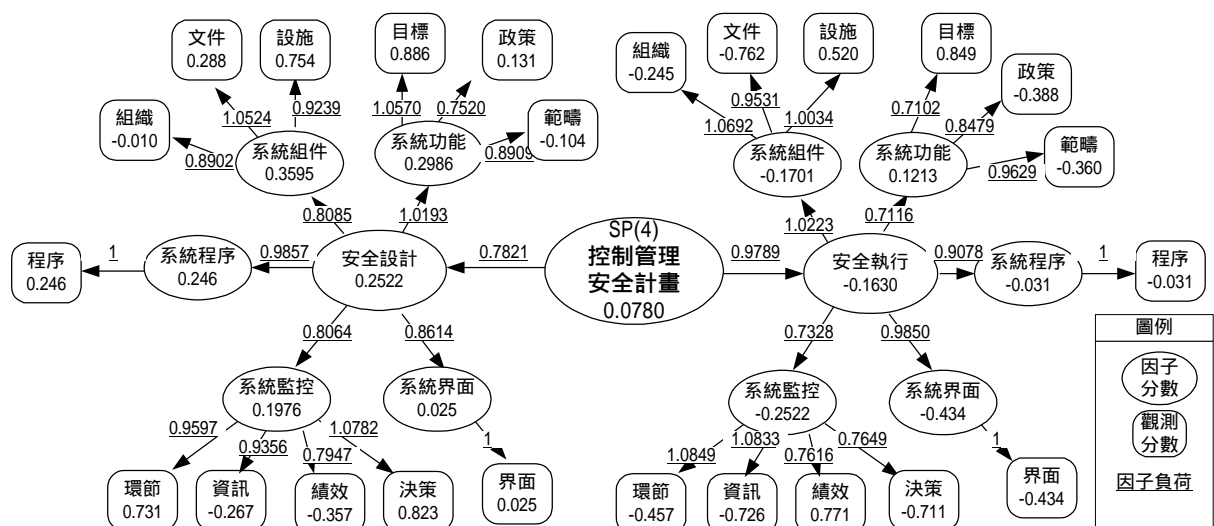 文件
0.288
設施
0.754
目標
0.886
政策
0.131
組織
-0.010
範疇
-0.104
1.0524
0.9239
1.0570
0.7520
0.8902
0.8909
系統組件
0.3595
系統功能
0.2986
0.8085
1.0193
程序
0.246
1
系統程序
0.246
0.9857
安全設計
0.2522
0.7821
0.8064
0.8614
系統監控
0.1976
系統界面
0.025
0.9597
0.9356
0.7947
1.0782
1
環節
0.731
資訊
-0.267
績效
-0.357
決策
0.823
界面
0.025
SP(4)
控制管理
安全計畫
0.0780
組織
-0.245
文件
-0.762
設施
0.520
目標
0.849
政策
-0.388
範疇
-0.360
1.0692
0.9531
1.0034
0.7102
0.8479
0.9629
系統組件
-0.1701
系統功能
0.1213
1.0223
0.7116
0.9789
安全執行
-0.1630
0.9078
系統程序
-0.031
1
程序
-0.031
0.7328
0.9850
系統監控
-0.2522
系統界面
-0.434
1.0849
1.0833
0.7616
0.7649
1
環節
-0.457
資訊
-0.726
績效
0.771
決策
-0.711
界面
-0.434
圖例
因子
分數
觀測
分數
因子負荷